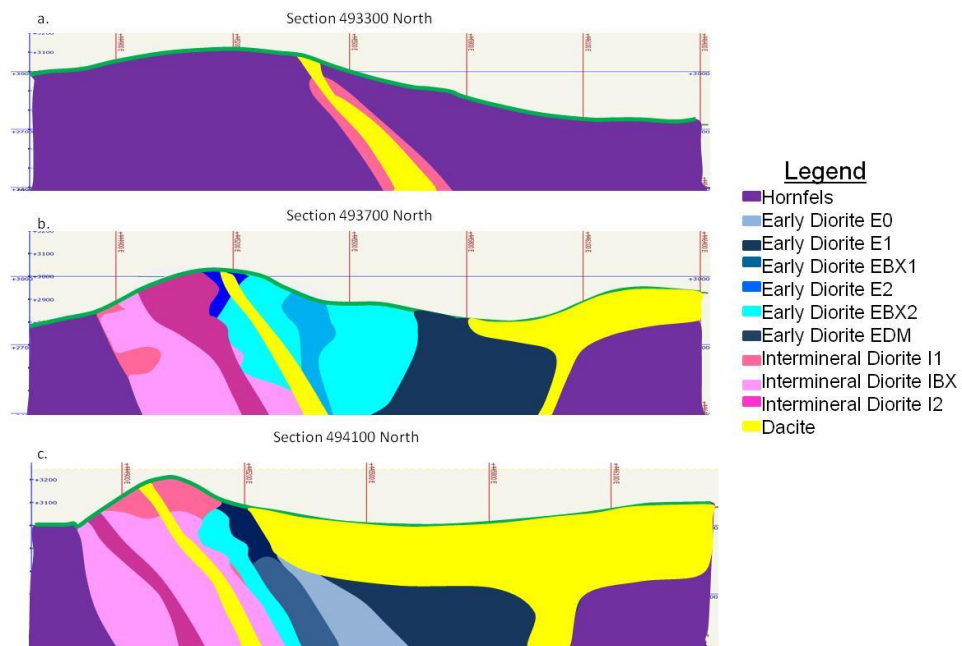 a.
Section 493300 North
+3100
+3000
b.
Section 493700 North
+3100
+3000
+2900
c.
Section 494100 North
+3200
+3100
Legend
Hornfels
Early Diorite E0
Early Diorite E1
Early Diorite EBX1
Early Diorite E2
Early Diorite EBX2
Early Diorite EDM
Intermineral Diorite I1
Intermineral Diorite IBX
Intermineral Diorite I2
Dacite